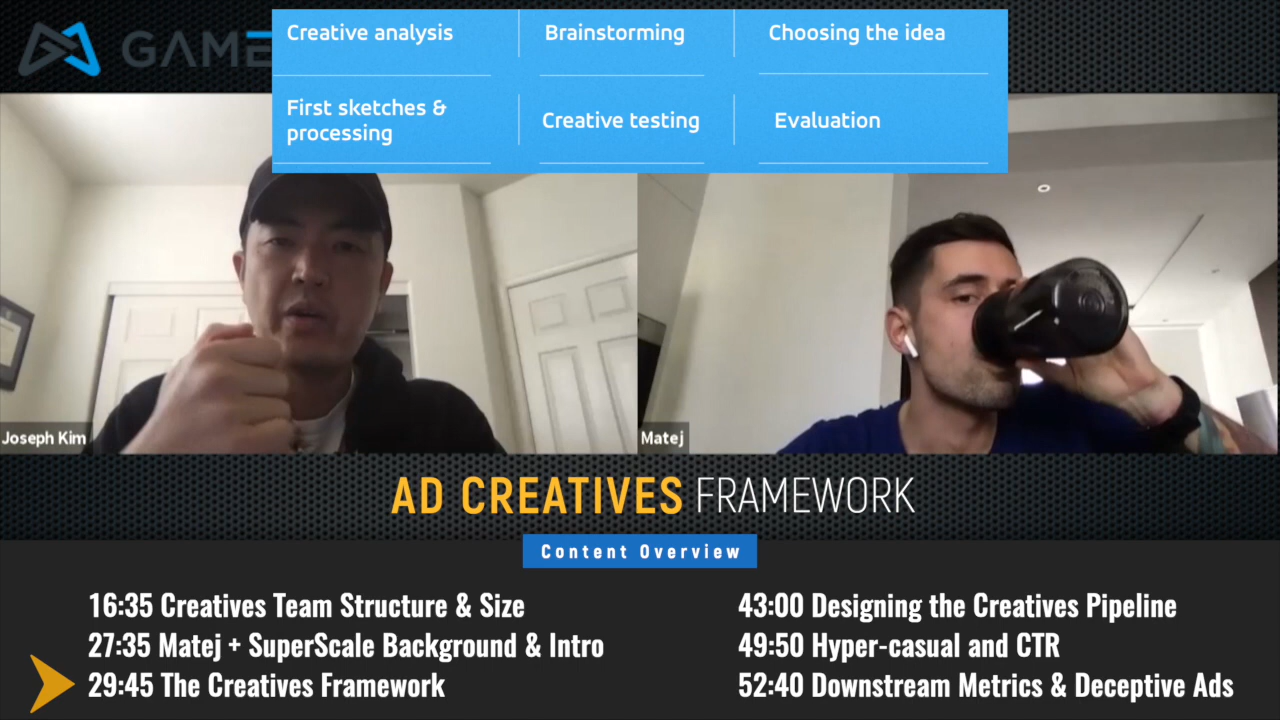 GAME
Creative analysis
Brainstorming
Choosing the idea
First sketches &
processing
Creative testing
Evaluation
Joseph Kim
Matej
AD CREATIVES FRAMEWORK
Content Overview
16:35 Creatives Team Structure & Size
27:35 Matej + SuperScale Background & Intro
29:45 The Creatives Framework
43:00 Designing the Creatives Pipeline
49:50 Hyper-casual and CTR
52:40 Downstream Metrics & Deceptive Ads